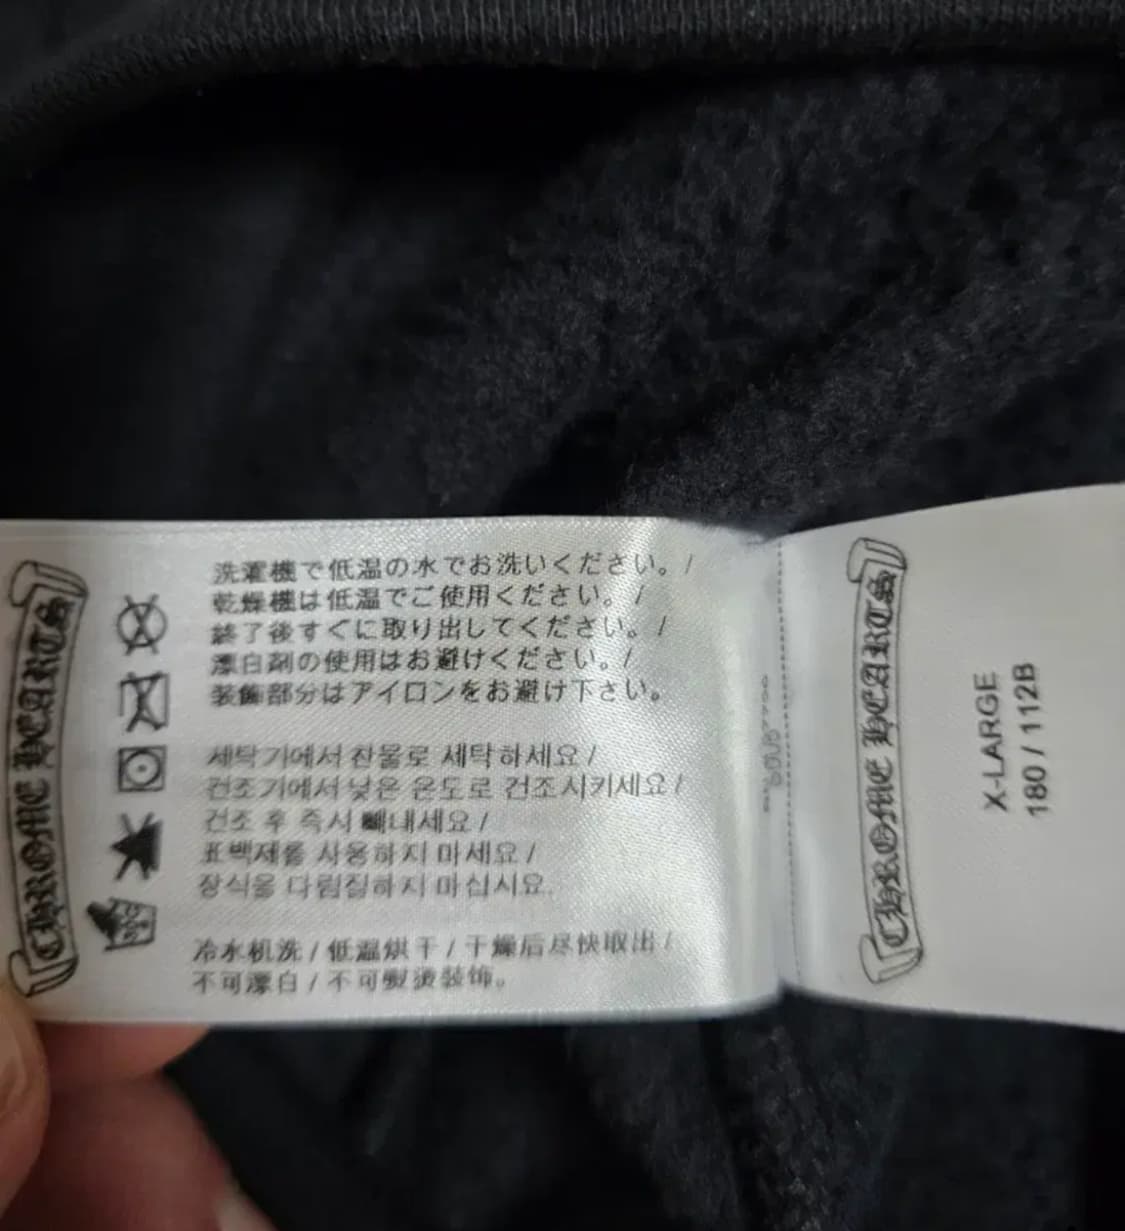 CHROME HEARTS
洗濯機で低温の水でお洗いください。/
乾燥機は低温でご使用ください。/
終了後すぐに取り出してください。/
漂白剤の使用はお避けください。/
装飾部分はアイロンをお避け下さい。
세탁기에서 찬물로 세탁하세요 /
건조기에서 낮은 온도로 건조시키세요 /
건조 후 즉시 빼내세요 /
표백제를 사용하지 마세요 /
장식을 다림질하지 마십시오.
冷水机洗 / 低温烘干 / 干燥后尽快取出 /
不可漂白 / 不可熨烫装饰。
CHROME HEARTS
X-LARGE
180 / 112B